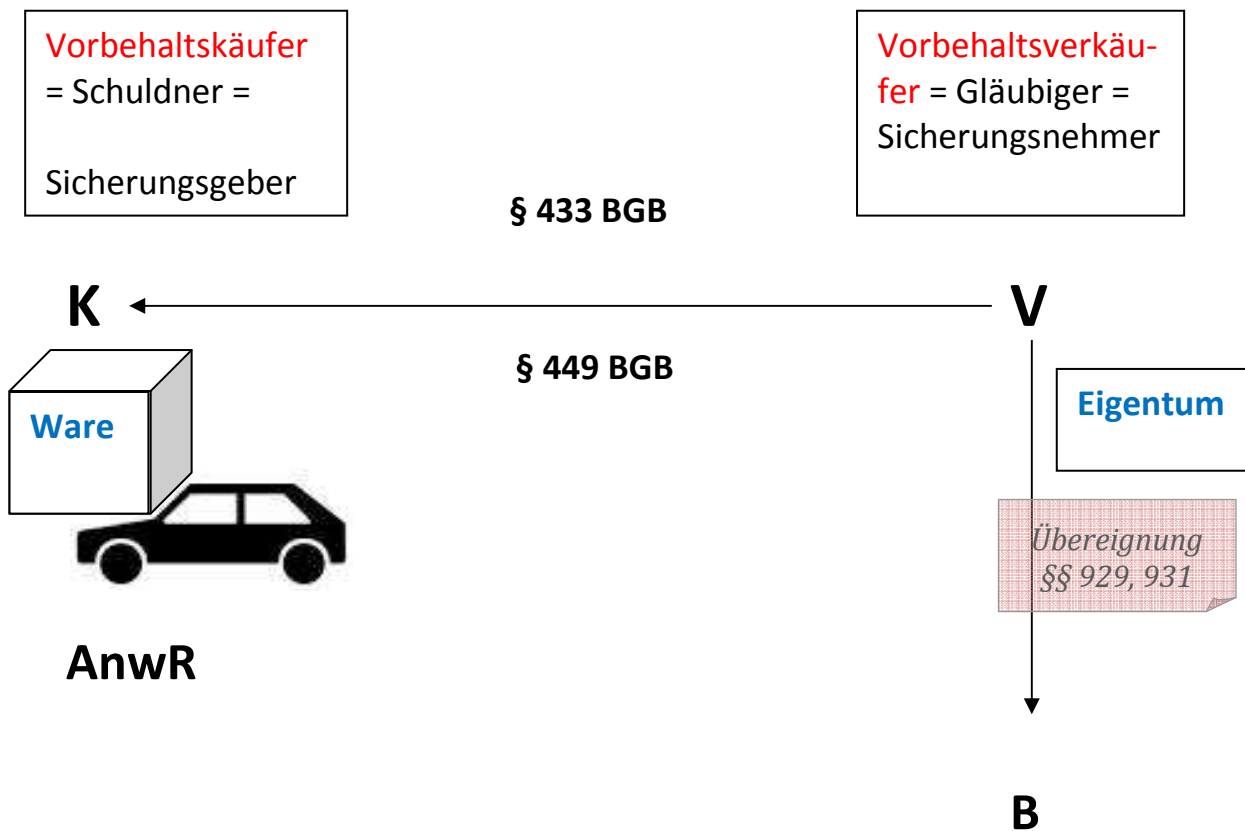 Vorbehaltskäufer
= Schuldner =
Sicherungsgeber
Vorbehaltsverkäu-
fer = Gläubiger =
Sicherungsnehmer
§ 433 BGB
K
V
§ 449 BGB
Ware
Eigentum
Übereignung
§§ 929, 931
AnwR
B